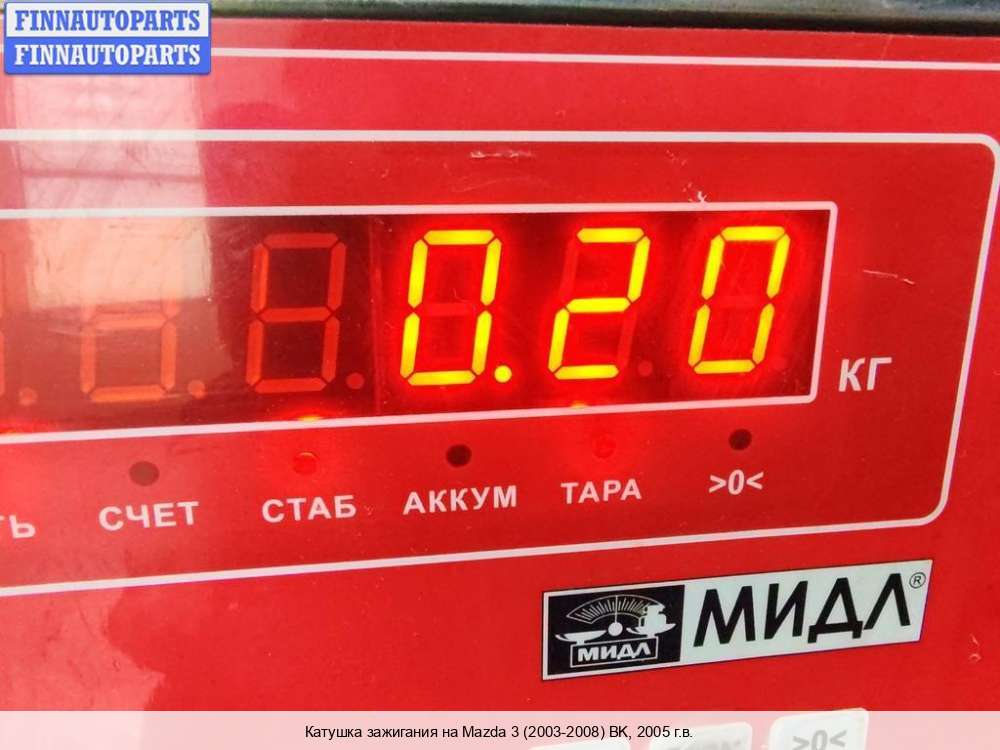 FINNAUTOPARTS
FINNAUTOPARTS
0.20
КГ
СЧЕТ СТАБ АККУМ ТАРА >0<
МИДЛ МИДЛ®
>0<
Катушка зажигания на Mazda 3 (2003-2008) BK, 2005 г.в.